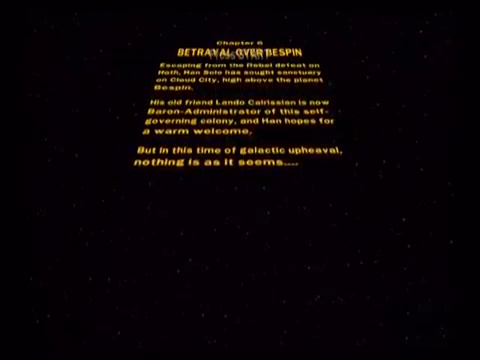 Chapter 6
BETRAYAL OVER BESPIN
Press START
Escaping from the Rebel defeat on
Hoth, Han Solo has sought sanctuary
on Cloud City, high above the planet
Bespin.
His old friend Lando Calrissian is now
Baron-Administrator of this self-
governing colony, and Han hopes for
a warm welcome.
But in this time of galactic upheaval,
nothing is as it seems....